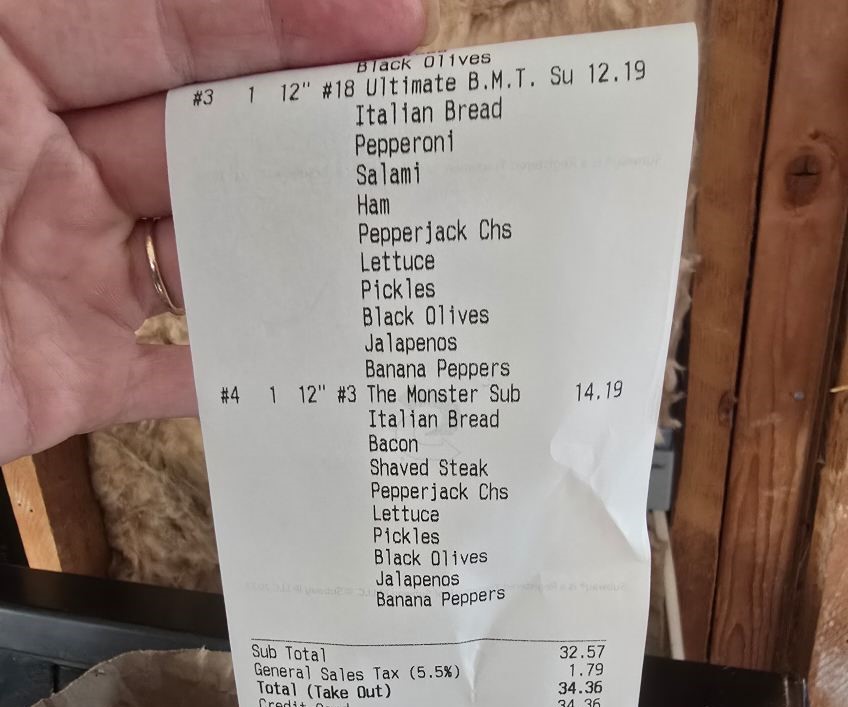 Black Olives
#3 1 12" #18 Ultimate B.M.T. Su 12.19
Italian Bread
Pepperoni
Salami
Ham
Pepperjack Chs
Lettuce
Pickles
Black Olives
Jalapenos
Banana Peppers
#4 1 12" #3 The Monster Sub 14.19
Italian Bread
Bacon
Shaved Steak
Pepperjack Chs
Lettuce
Pickles
Black Olives
Jalapenos
Banana Peppers
Sub Total 32.57
General Sales Tax (5.5%) 1.79
Total (Take Out) 34.36
Credit 34.36